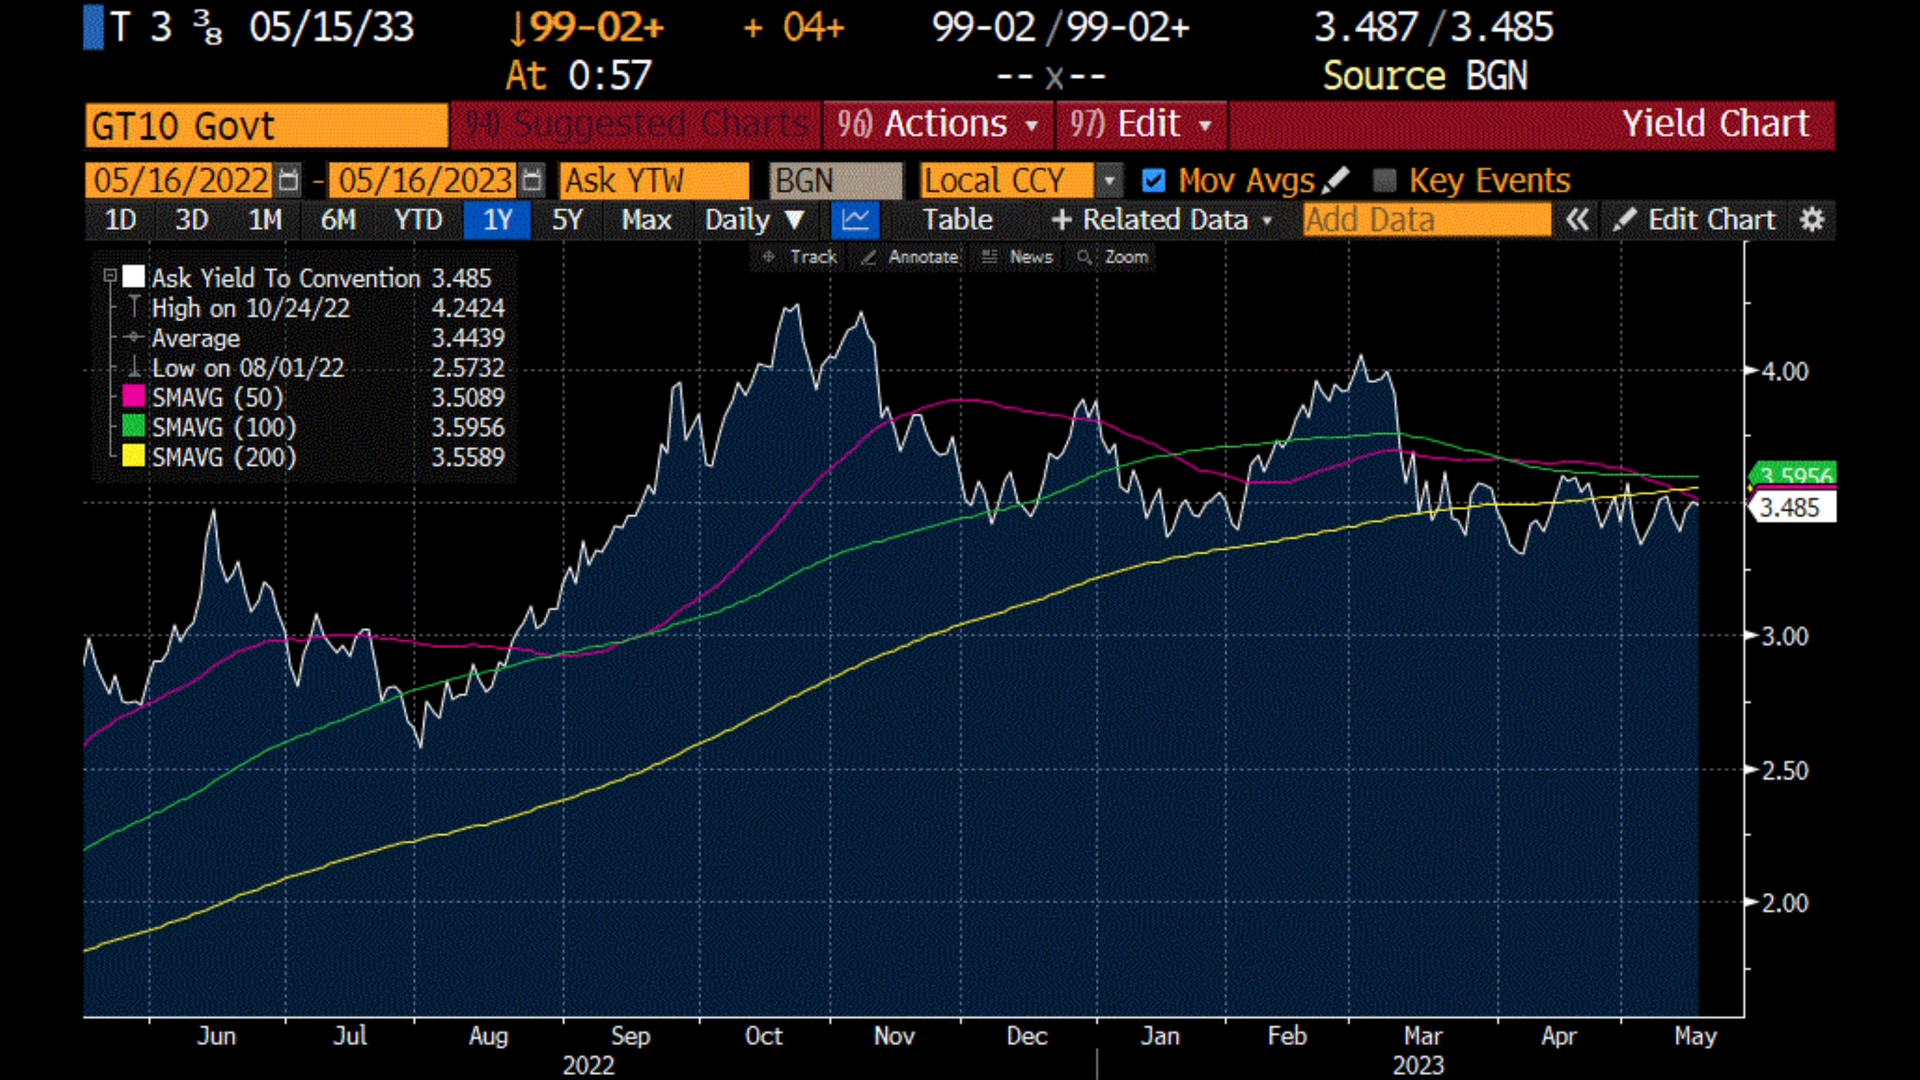 T 3 3/8 05/15/33 ↓99-02+ + 04+ 99-02 /99-02+ 3.487 /3.485
At 0:57 -- x -- Source BGN
GT10 Govt 94) Suggested Charts 96) Actions ▾ 97) Edit ▾ Yield Chart
05/16/2022 - 05/16/2023 Ask YTW BGN Local CCY ▾ Mov Avgs Key Events
1D 3D 1M 6M YTD 1Y 5Y Max Daily ▼ Table + Related Data ▾ Add Data « Edit Chart
Track Annotate News Zoom
Ask Yield To Convention 3.485
High on 10/24/22 4.2424
Average 3.4439
Low on 08/01/22 2.5732
SMAVG (50) 3.5089
SMAVG (100) 3.5956
SMAVG (200) 3.5589
4.00
3.5956
3.485
3.00
2.50
2.00
Jun Jul Aug Sep Oct Nov Dec Jan Feb Mar Apr May
2022 2023